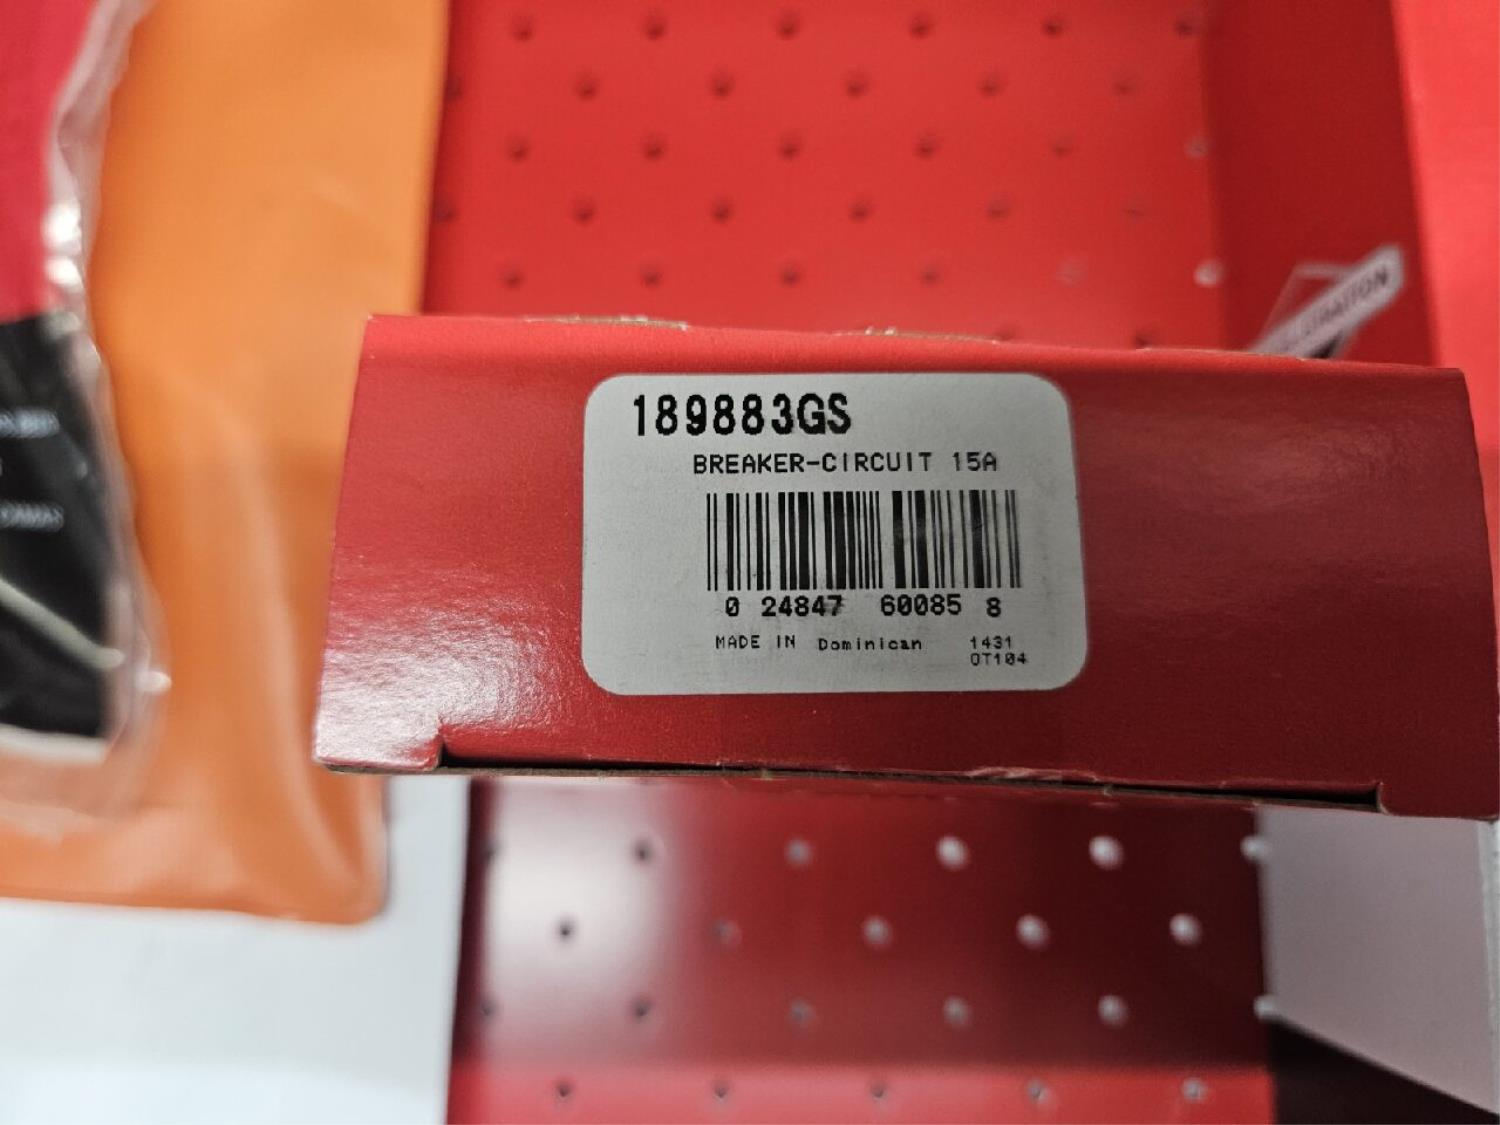 189883GS
BREAKER-CIRCUIT 15A
0 24847 60085 8
MADE IN Dominican 1431
OT104